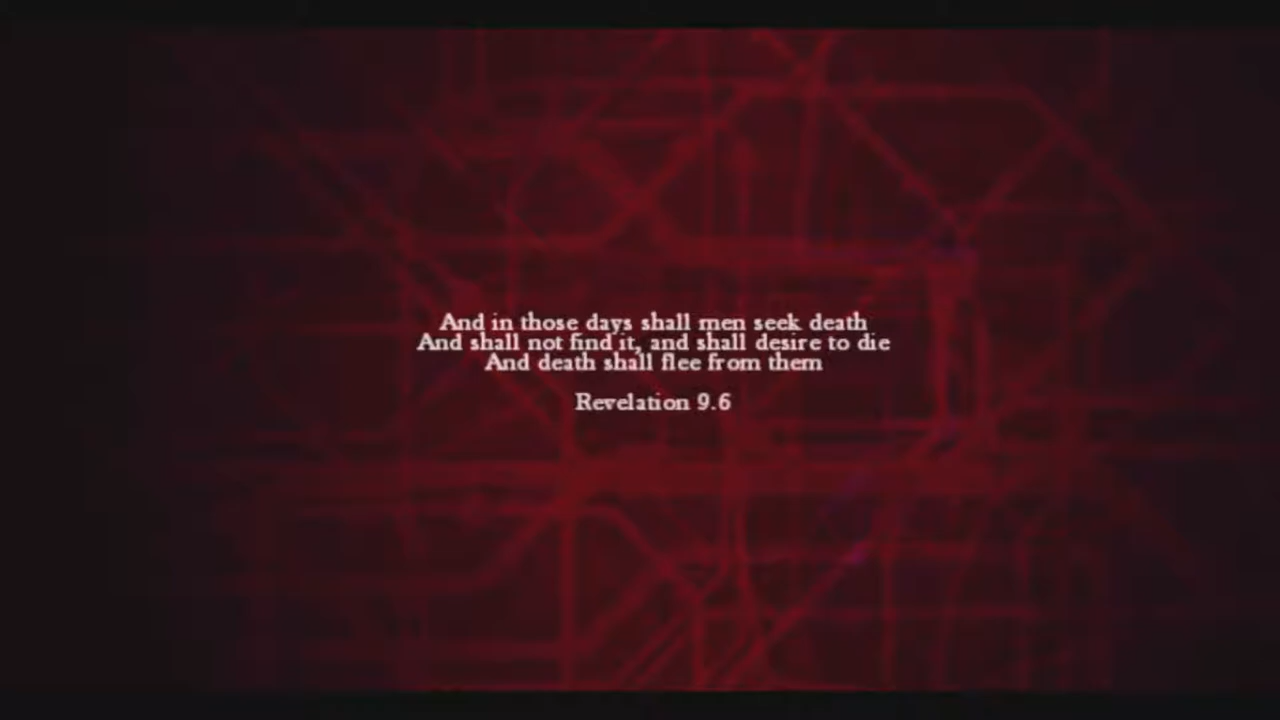 And in those days shall men seek death
And shall not find it, and shall desire to die
And death shall flee from them
Revelation 9.6